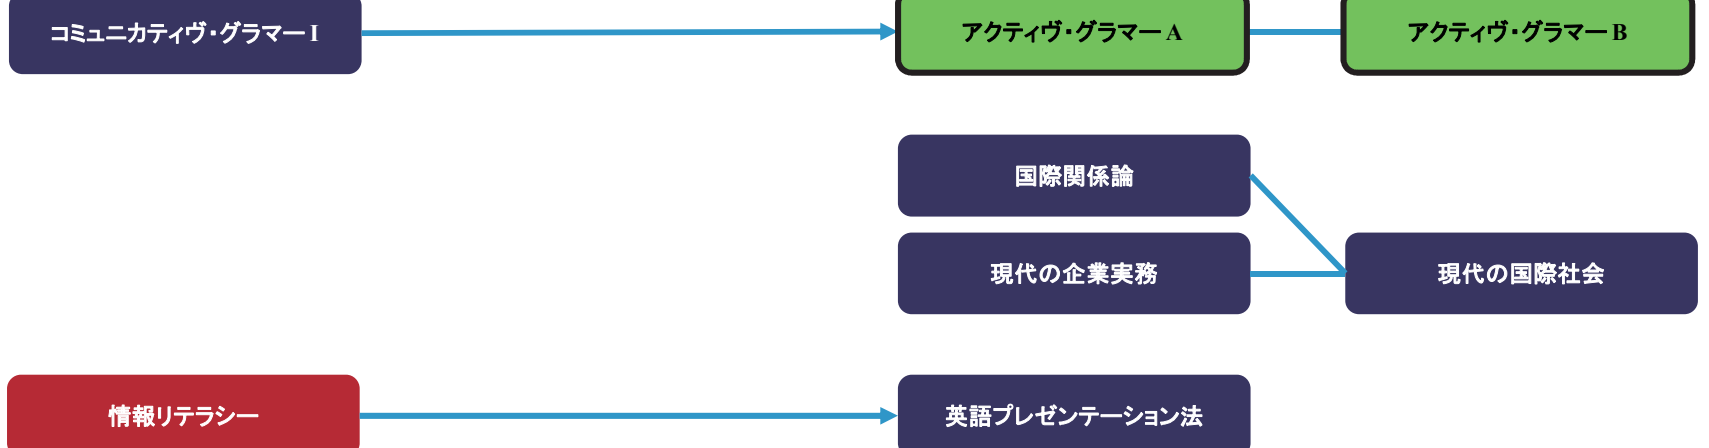 コミュニカティヴ・グラマー I
アクティヴ・グラマー A
アクティヴ・グラマー B
国際関係論
現代の企業実務
現代の国際社会
情報リテラシー
英語プレゼンテーション法